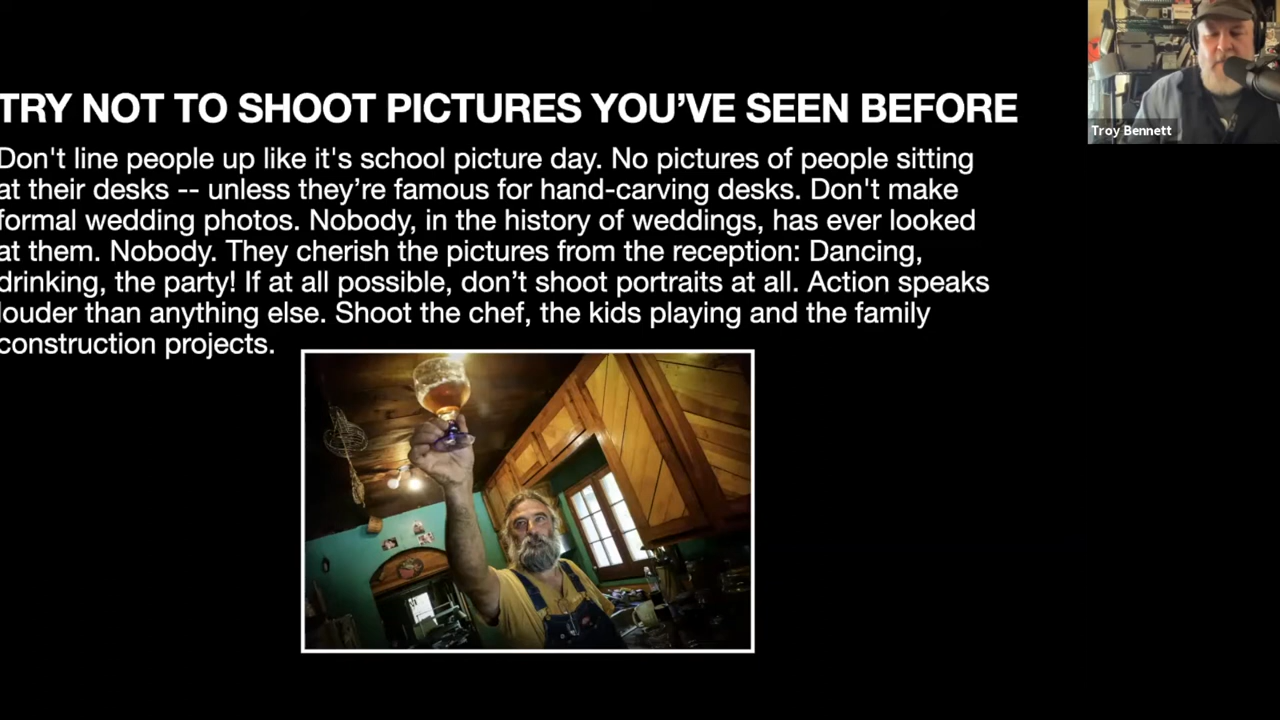 TRY NOT TO SHOOT PICTURES YOU’VE SEEN BEFORE
Don't line people up like it's school picture day. No pictures of people sitting
at their desks -- unless they’re famous for hand-carving desks. Don't make
formal wedding photos. Nobody, in the history of weddings, has ever looked
at them. Nobody. They cherish the pictures from the reception: Dancing,
drinking, the party! If at all possible, don’t shoot portraits at all. Action speaks
louder than anything else. Shoot the chef, the kids playing and the family
construction projects.
Troy Bennett